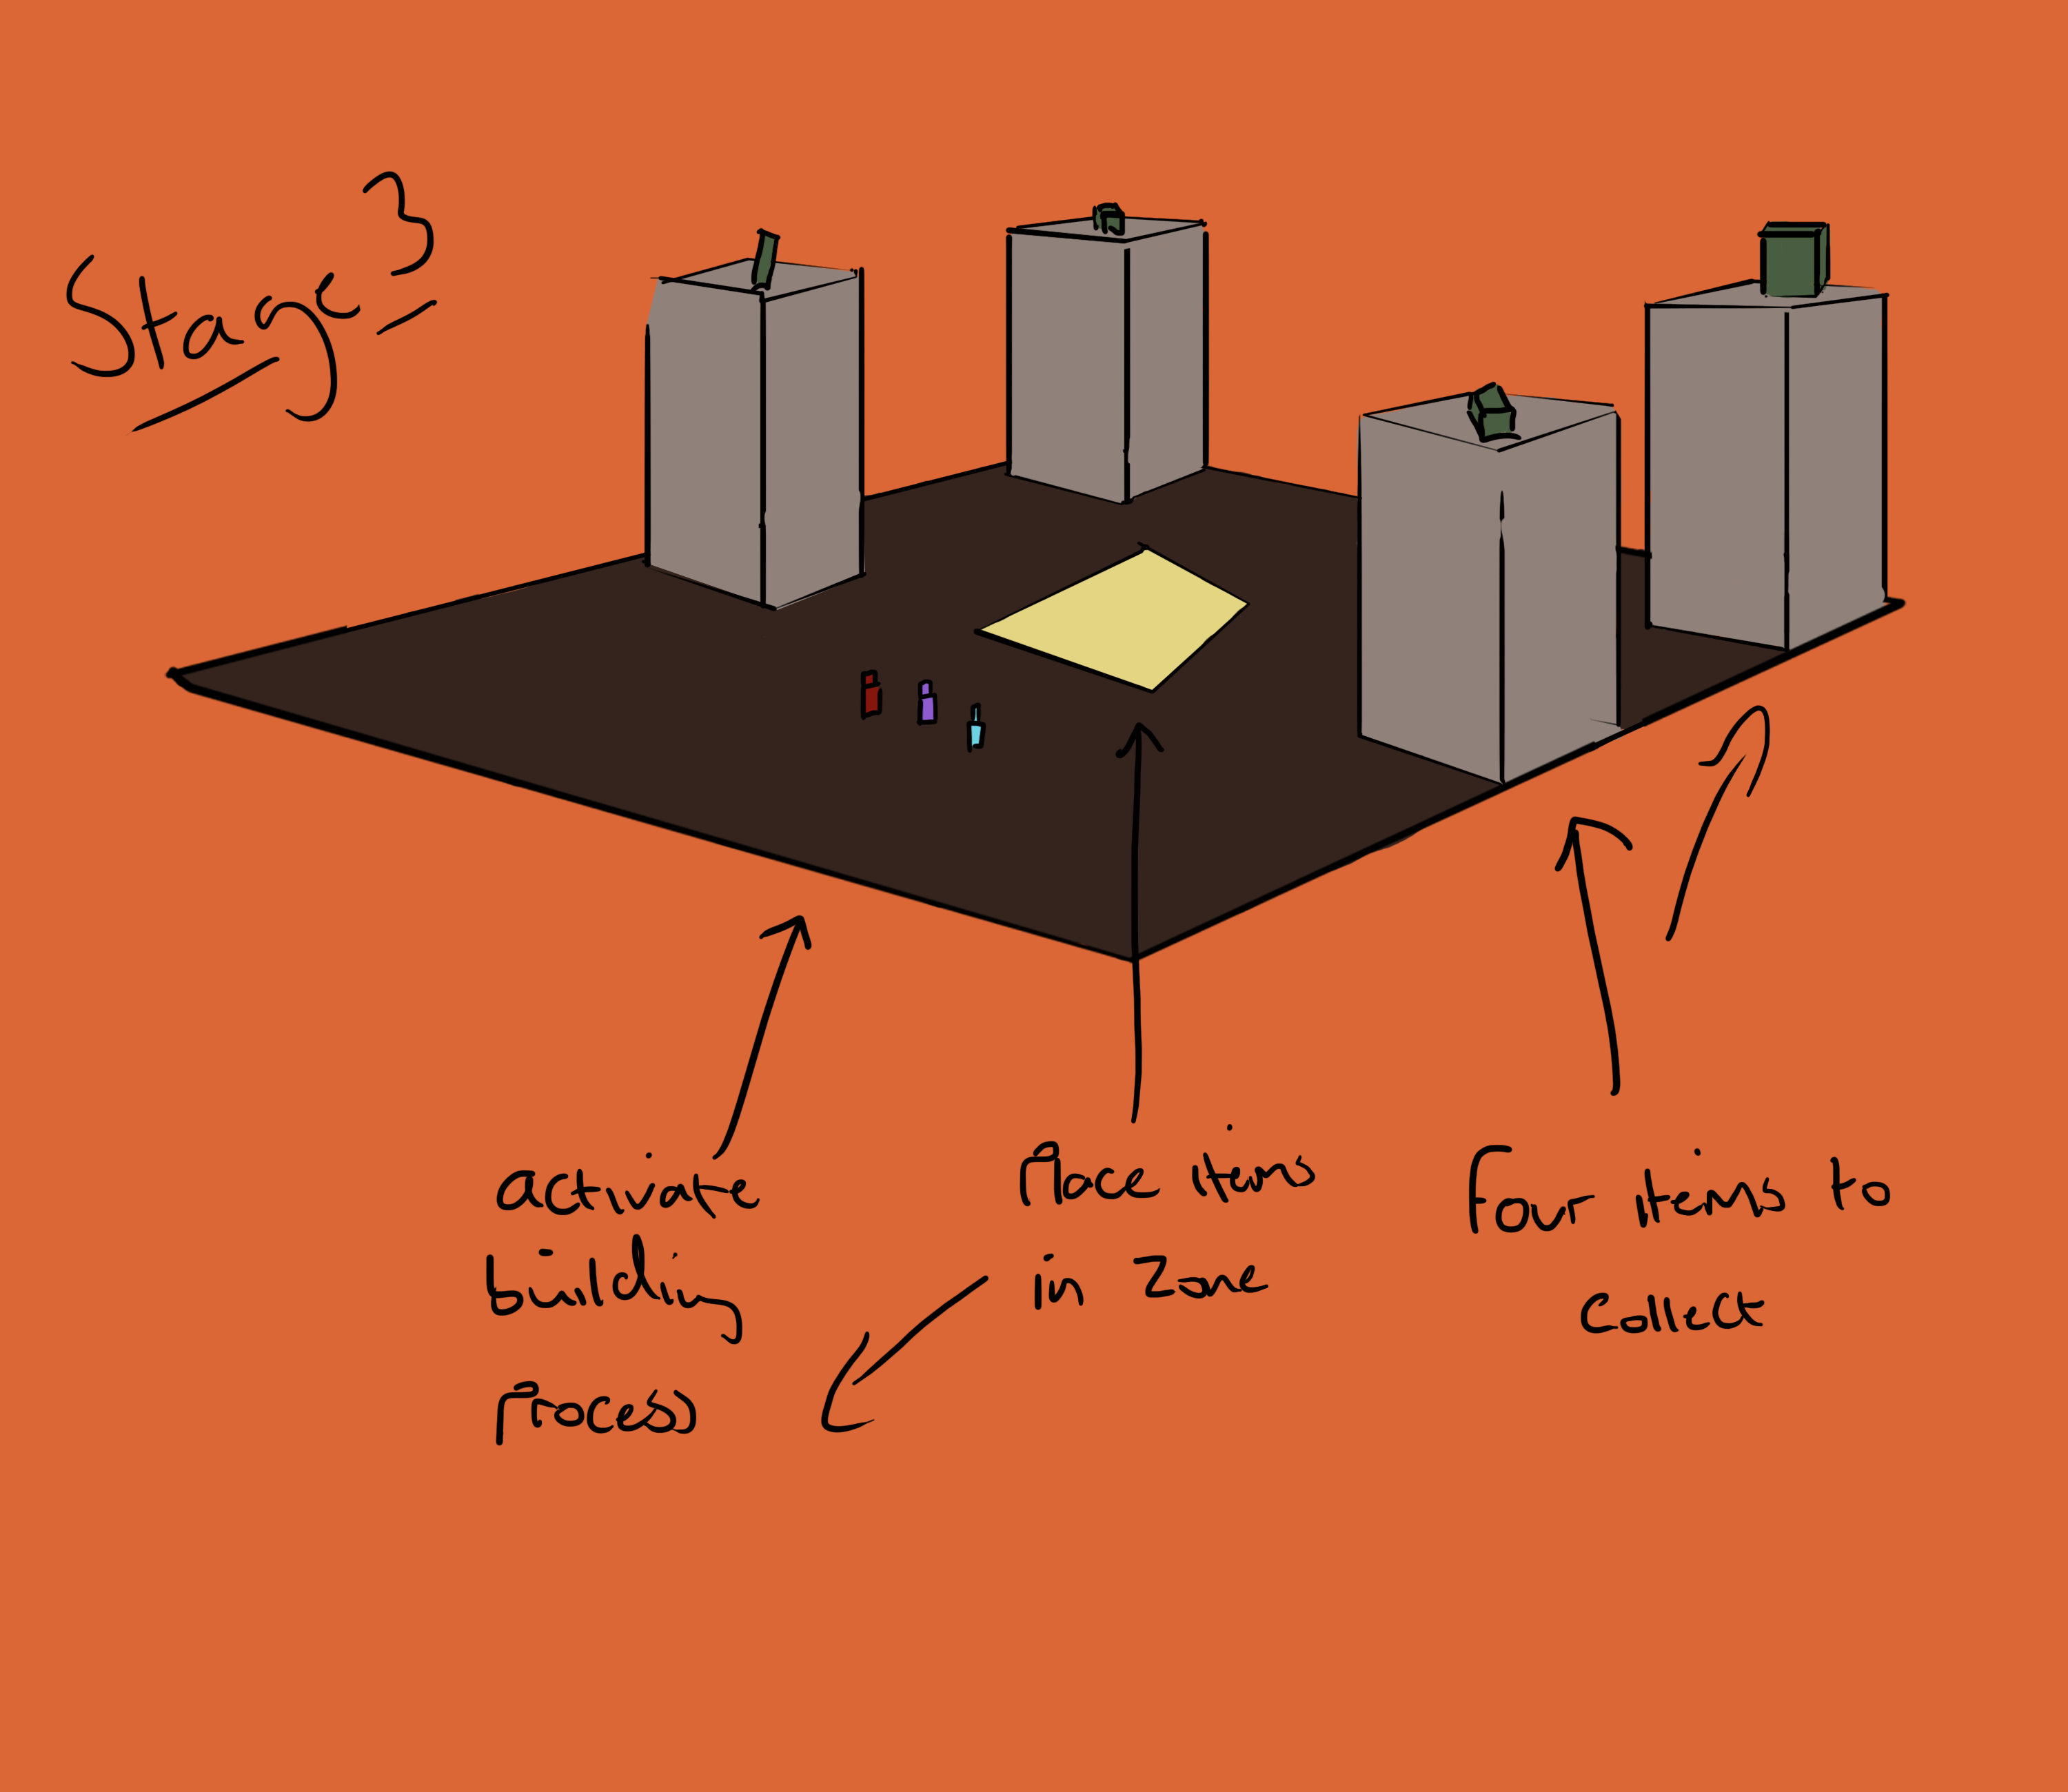 Stage 3
activate
building
process
Place items
in zone
Four items to
collect